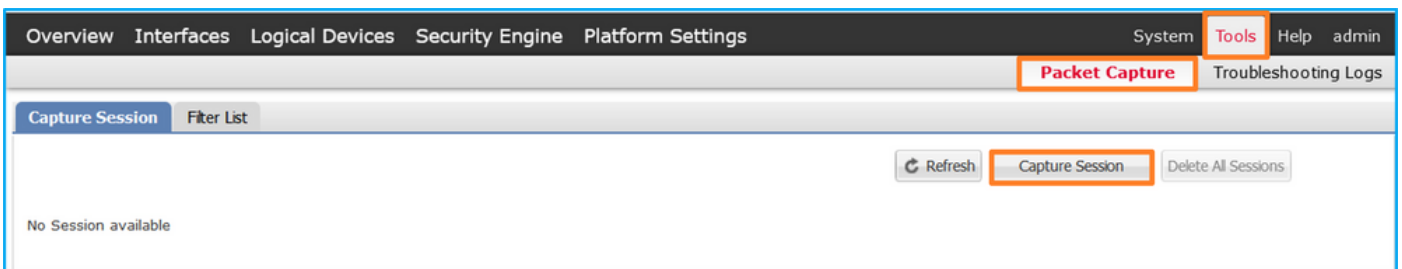 Overview Interfaces Logical Devices Security Engine Platform Settings System Tools Help admin
Packet Capture Troubleshooting Logs
Capture Session Filter List
Refresh Capture Session Delete All Sessions
No Session available